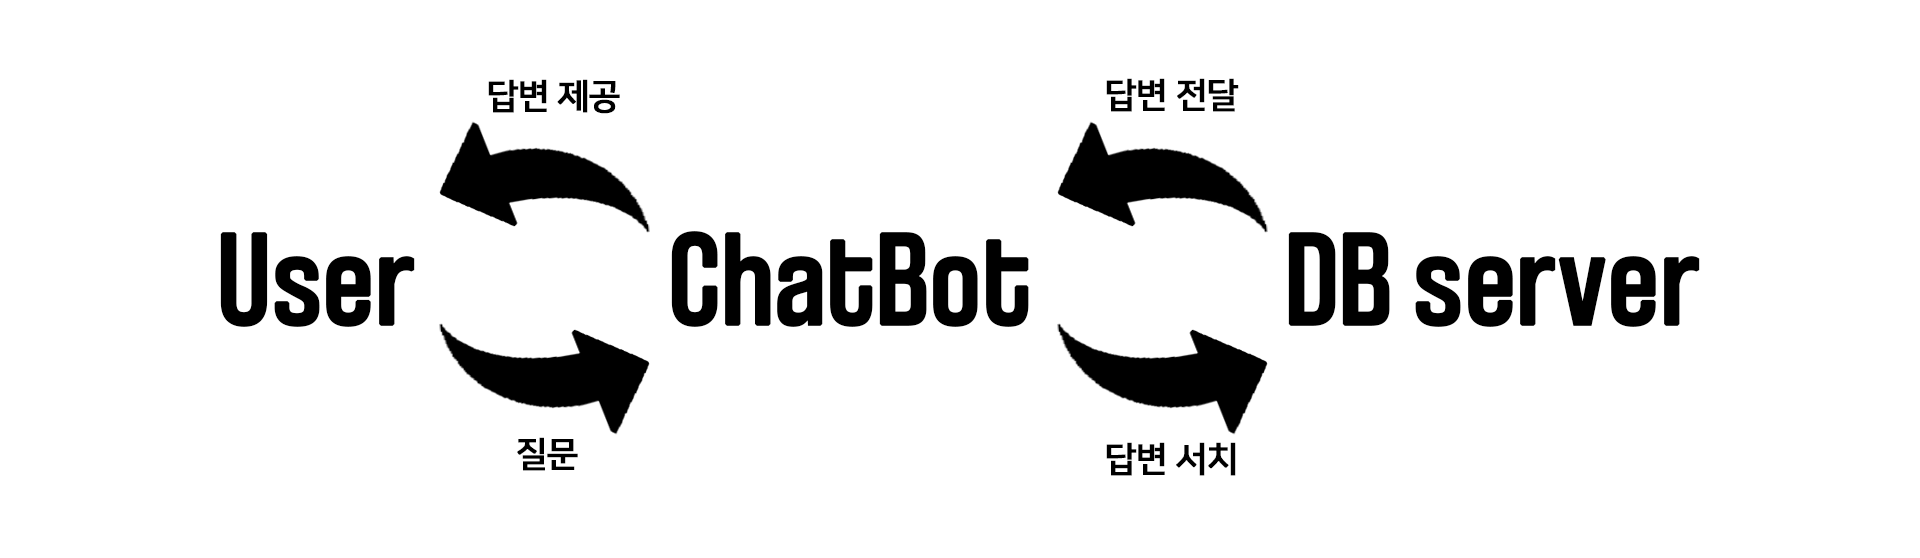 답변 제공
답변 전달
User
ChatBot
DB server
질문
답변 서치